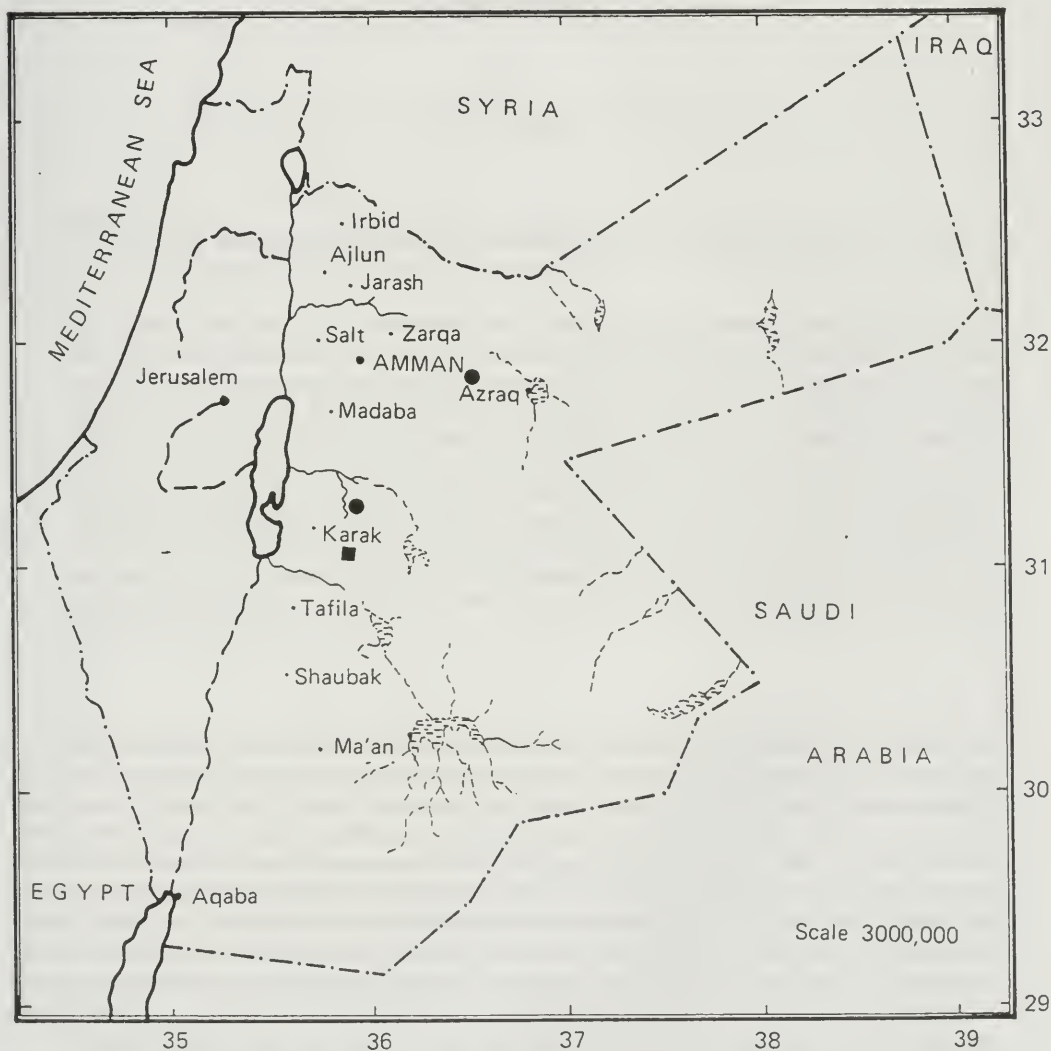 IRAQ
MEDITERRANEAN SEA
SYRIA
33
Irbid
Ajlun
Jarash
Salt
Zarqa
32
AMMAN
Jerusalem
Azraq
Madaba
Karak
31
Tafila
SAUDI
Shaubak
Ma'an
ARABIA
30
EGYPT
Aqaba
Scale 3000,000
29
35
36
37
38
39